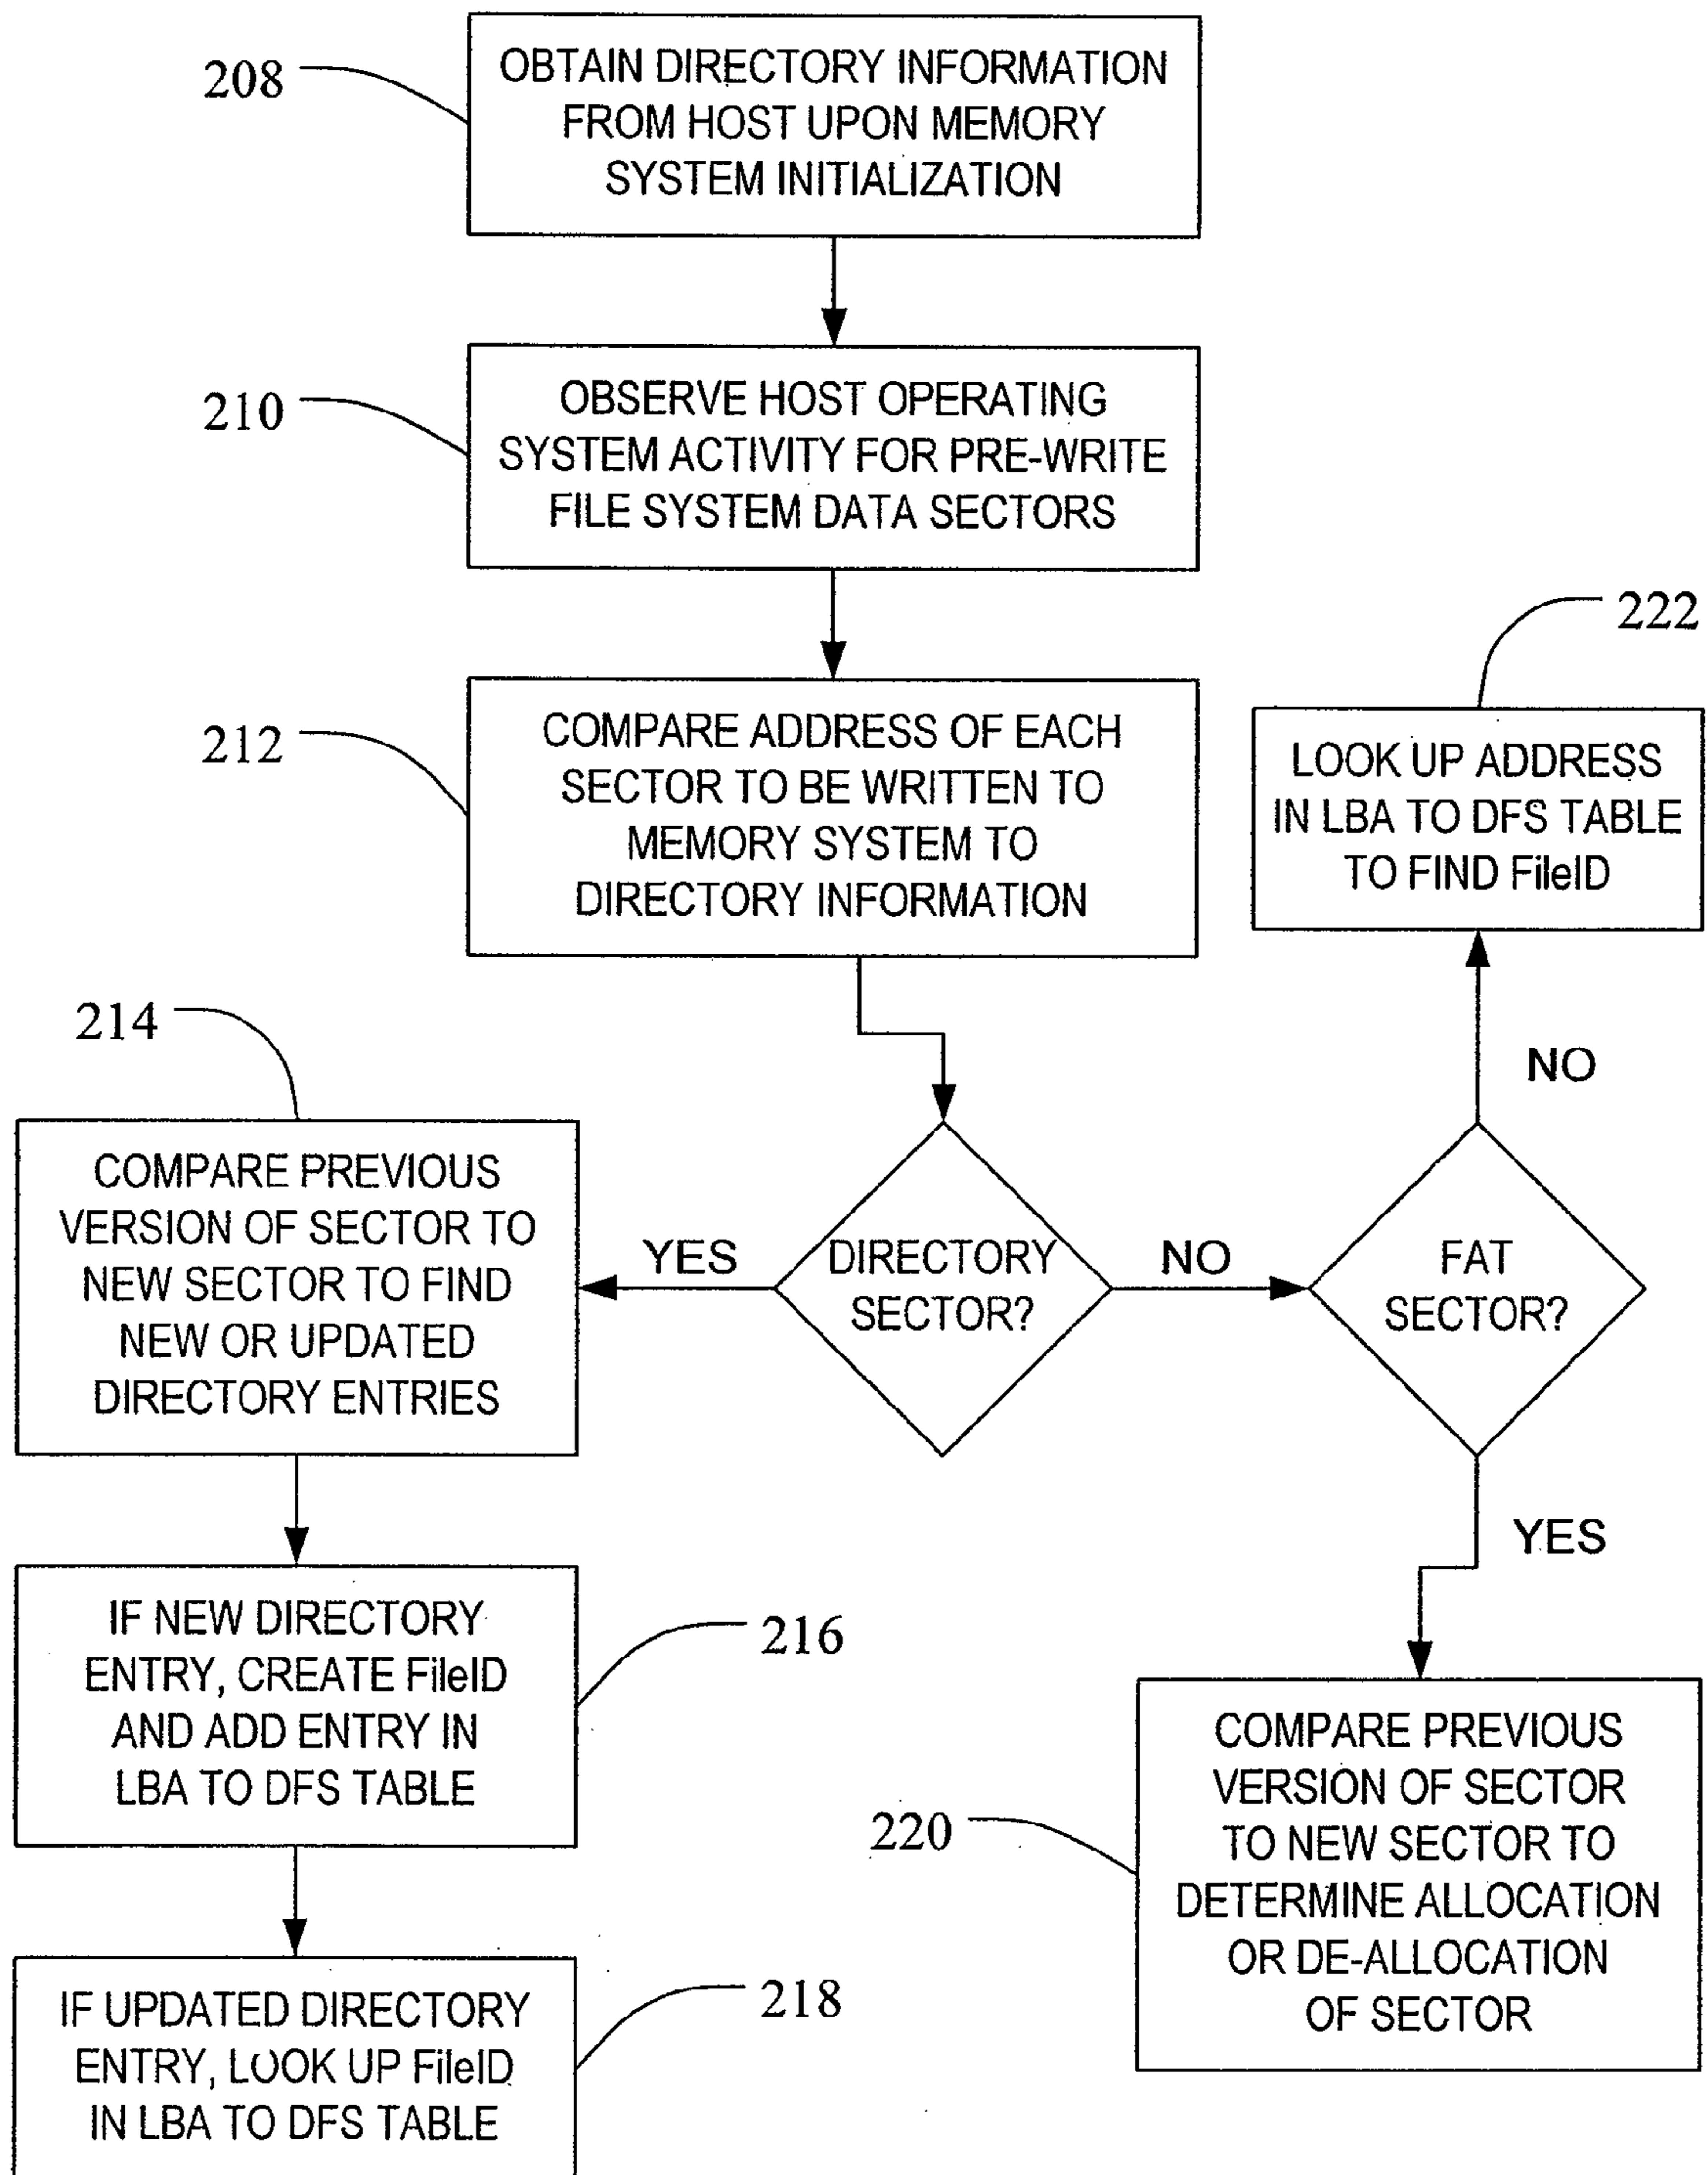 208
OBTAIN DIRECTORY INFORMATION
FROM HOST UPON MEMORY
SYSTEM INITIALIZATION
210
OBSERVE HOST OPERATING
SYSTEM ACTIVITY FOR PRE-WRITE
FILE SYSTEM DATA SECTORS
212
COMPARE ADDRESS OF EACH
SECTOR TO BE WRITTEN TO
MEMORY SYSTEM TO
DIRECTORY INFORMATION
222
LOOK UP ADDRESS
IN LBA TO DFS TABLE
TO FIND FileID
NO
214
COMPARE PREVIOUS
VERSION OF SECTOR TO
NEW SECTOR TO FIND
NEW OR UPDATED
DIRECTORY ENTRIES
YES
DIRECTORY
SECTOR?
NO
FAT
SECTOR?
YES
IF NEW DIRECTORY
ENTRY, CREATE FileID
AND ADD ENTRY IN
LBA TO DFS TABLE
216
220
COMPARE PREVIOUS
VERSION OF SECTOR
TO NEW SECTOR TO
DETERMINE ALLOCATION
OR DE-ALLOCATION
OF SECTOR
IF UPDATED DIRECTORY
ENTRY, LOOK UP FileID
IN LBA TO DFS TABLE
218